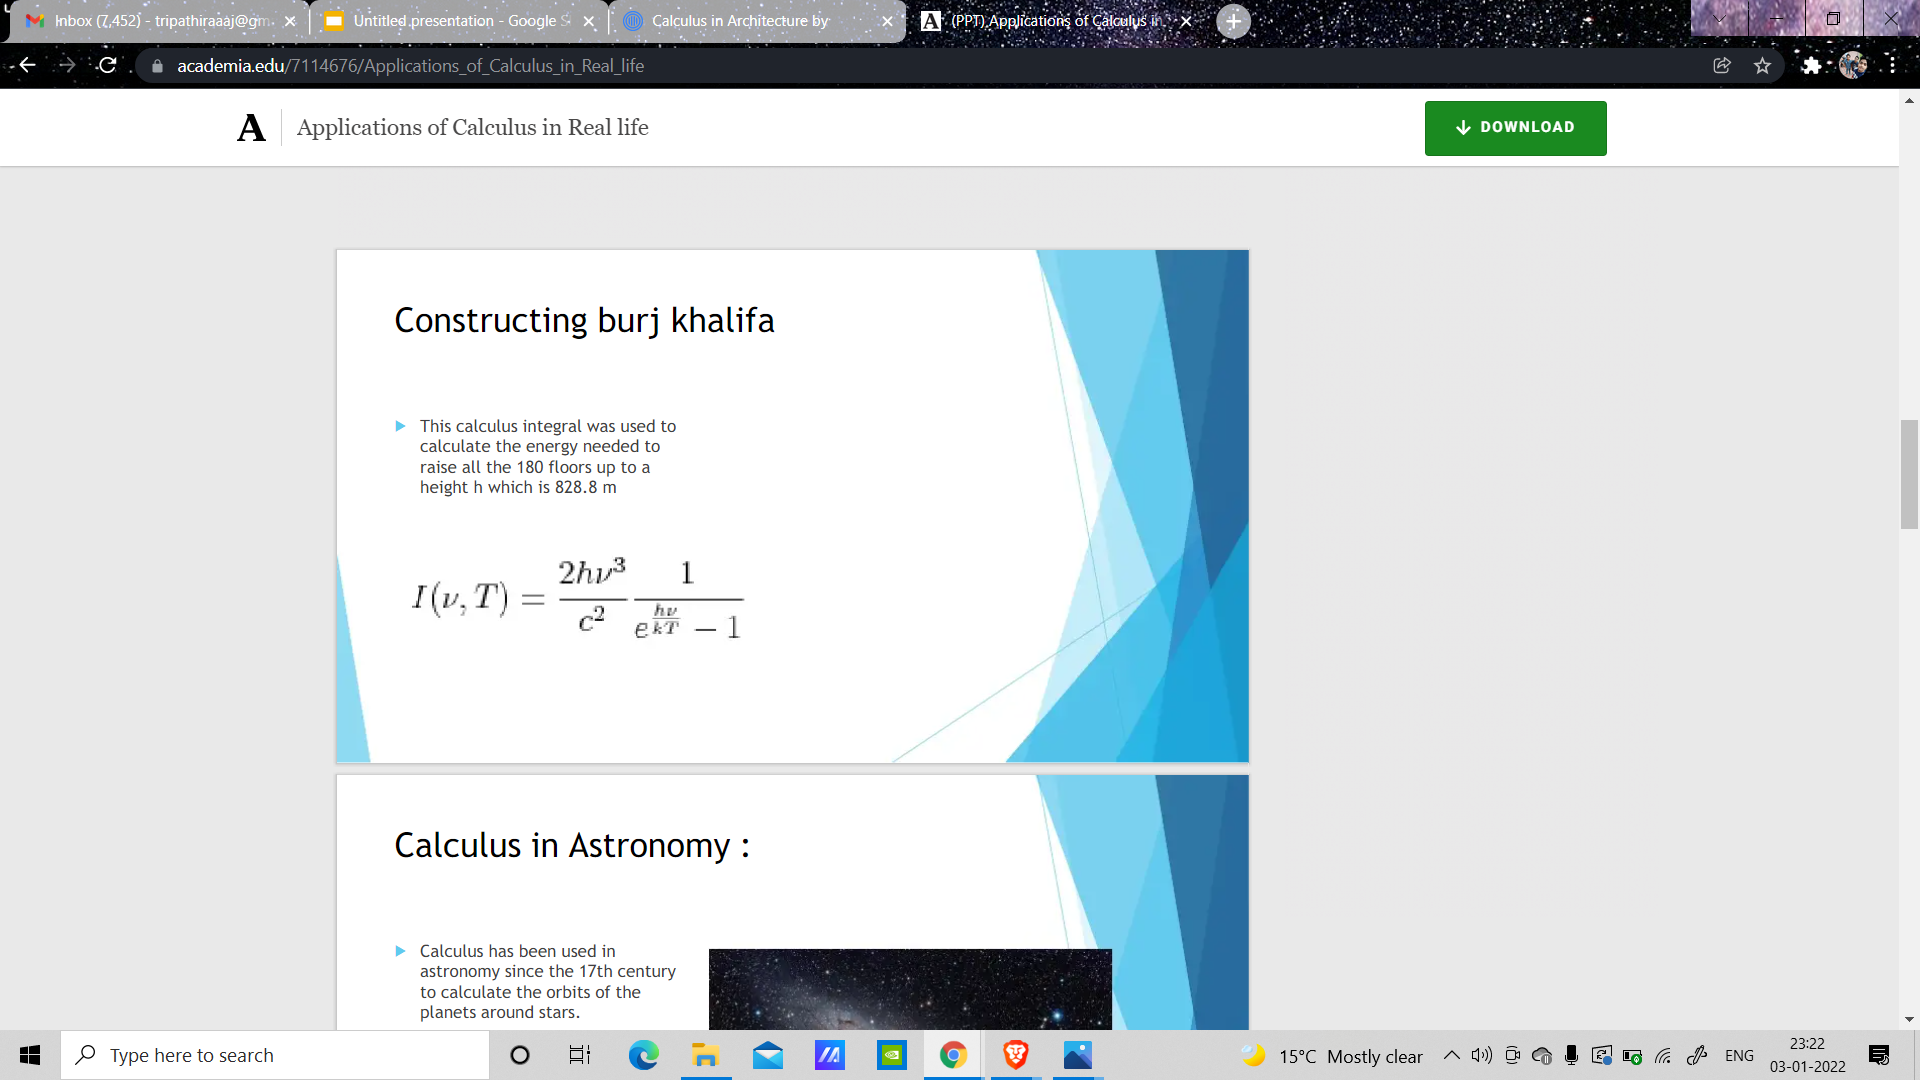 Inbox (7,452) - tripathiraaaj@gm
Untitled presentation - Google S
Calculus in Architecture by
A (PPT) Applications of Calculus in
academia.edu/7114676/Applications_of_Calculus_in_Real_life
A Applications of Calculus in Real life
DOWNLOAD
Constructing burj khalifa
This calculus integral was used to
calculate the energy needed to
raise all the 180 floors up to a
height h which is 828.8 m
I(ν, T) = 2hν³/c² 1/(e^(hν/kT) − 1)
Calculus in Astronomy :
Calculus has been used in
astronomy since the 17th century
to calculate the orbits of the
planets around stars.
Type here to search
15°C Mostly clear
ENG
23:22
03-01-2022